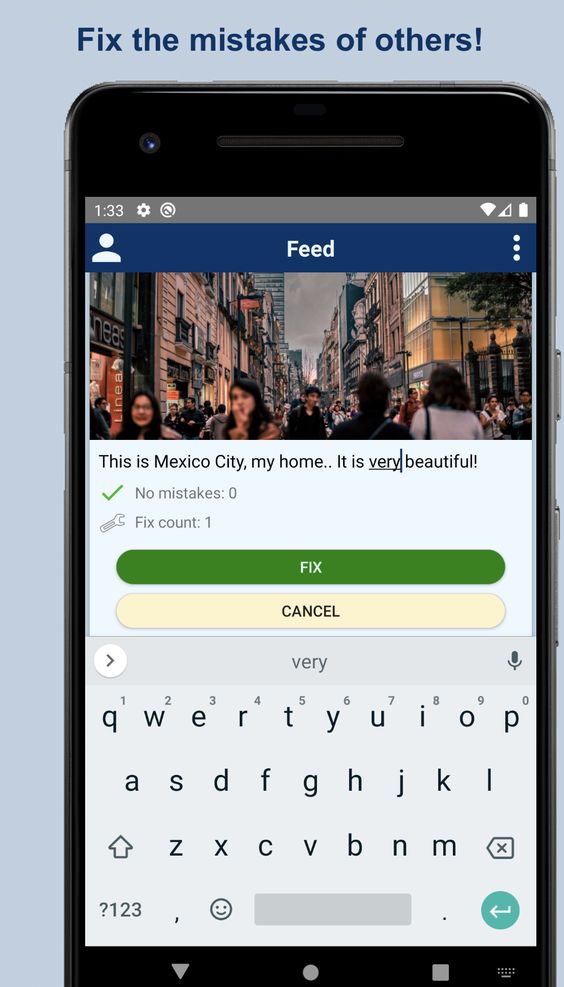 Fix the mistakes of others!
1:33
Feed
neas
Linea
This is Mexico City, my home.. It is very beautiful!
No mistakes: 0
Fix count: 1
FIX
CANCEL
very
1 2 3 4 5 6 7 8 9 0
q w e r t y u i o p
a s d f g h j k l
z x c v b n m
?123 , .